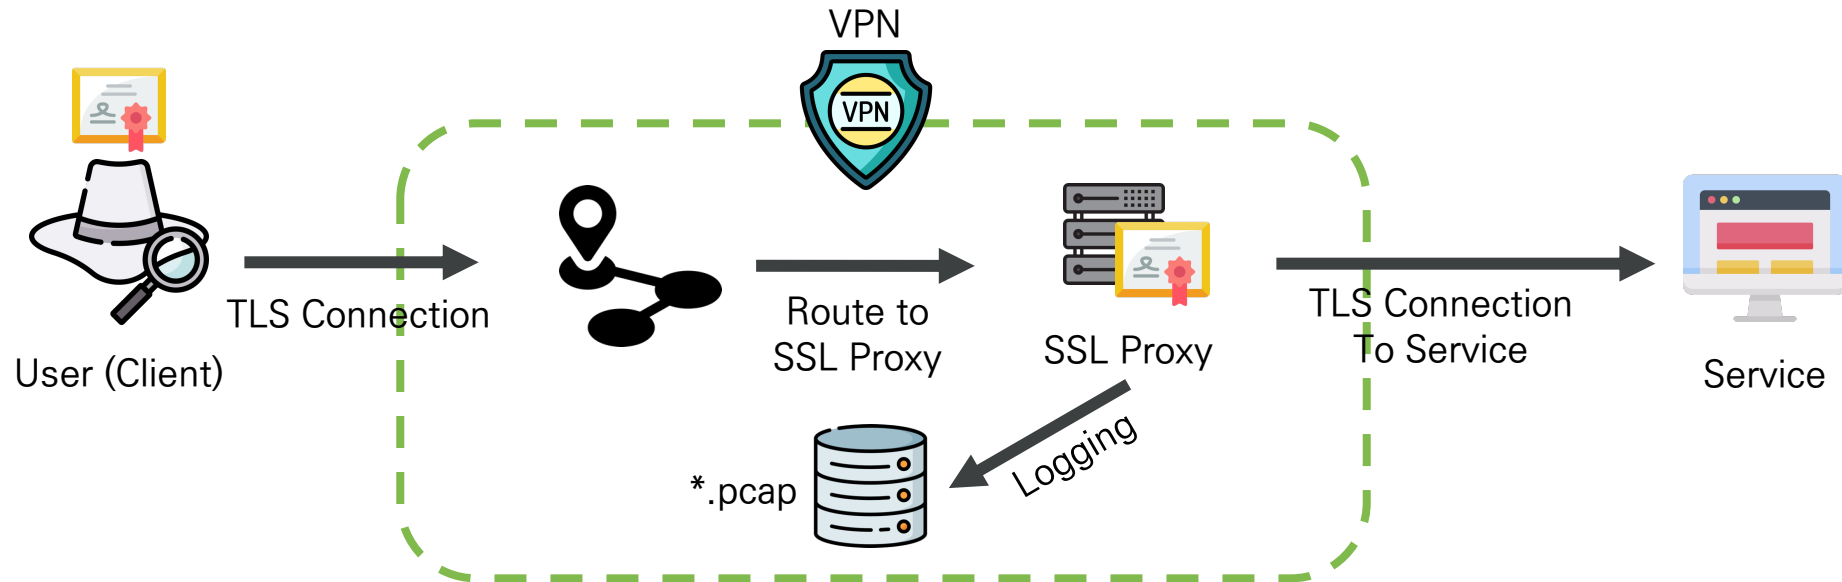 VPN
VPN
TLS Connection
User (Client)
Route to
SSL Proxy
SSL Proxy
TLS Connection
To Service
Service
Logging
*.pcap